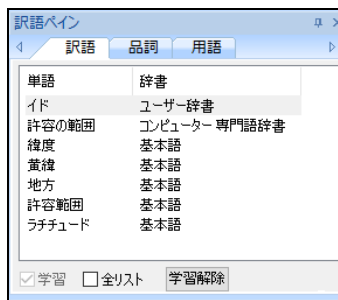 訳語ペイン
訳語 品詞 用語
単語 辞書
イド ユーザー辞書
許容の範囲 コンピューター専門語辞書
緯度 基本語
黄緯 基本語
地方 基本語
許容範囲 基本語
ラチチュード 基本語
学習 全リスト 学習解除